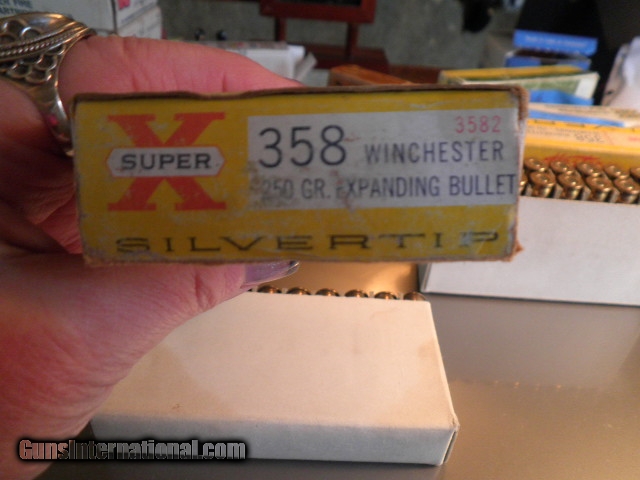 X
SUPER
358 WINCHESTER
3582
250 GR. EXPANDING BULLET
SILVERTIP
GunsInternational.com